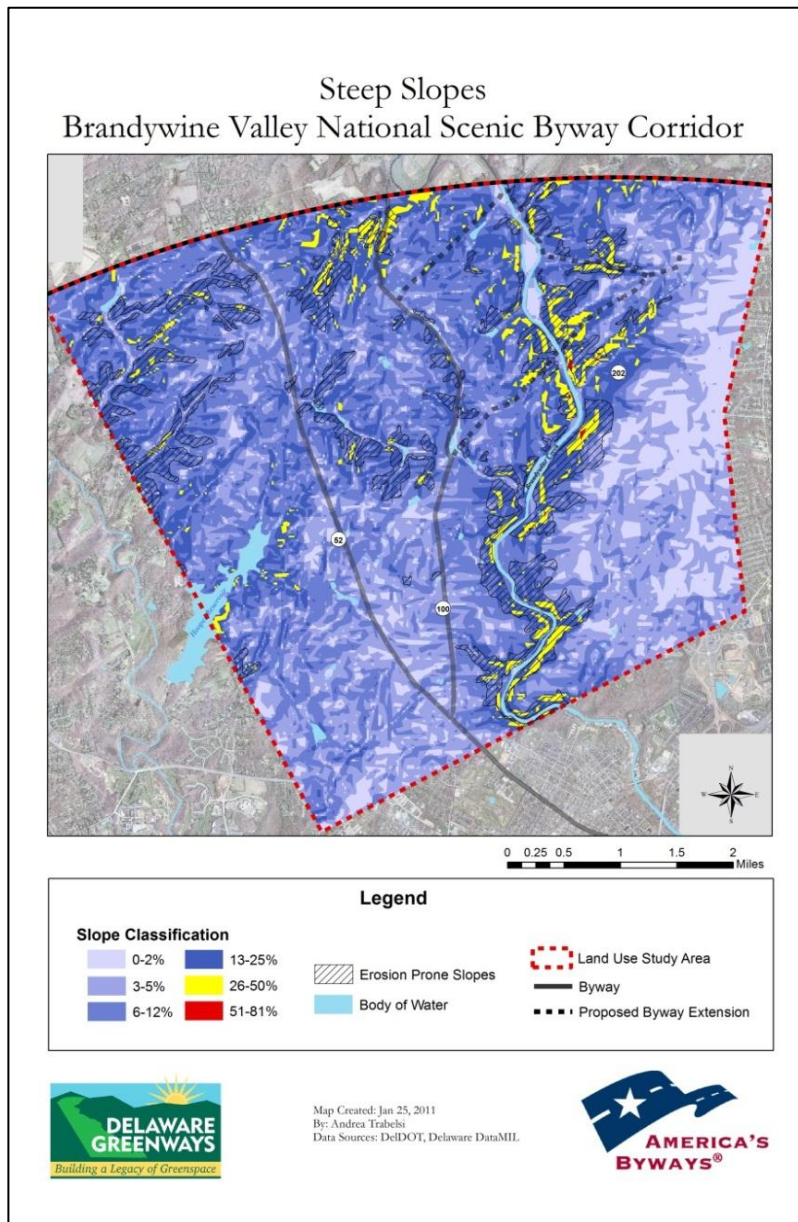 Steep Slopes
Brandywine Valley National Scenic Byway Corridor
202
52
100
N
W E
S
0 0.25 0.5 1 1.5 2
Miles
Legend
Slope Classification
0-2%
3-5%
6-12%
13-25%
26-50%
51-81%
Erosion Prone Slopes
Body of Water
Land Use Study Area
Byway
Proposed Byway Extension
DELAWARE
GREENWAYS
Building a Legacy of Greenspace
Map Created: Jan 25, 2011
By: Andrea Trabelsi
Data Sources: DelDOT, Delaware DataMIL
AMERICA'S
BYWAYS®